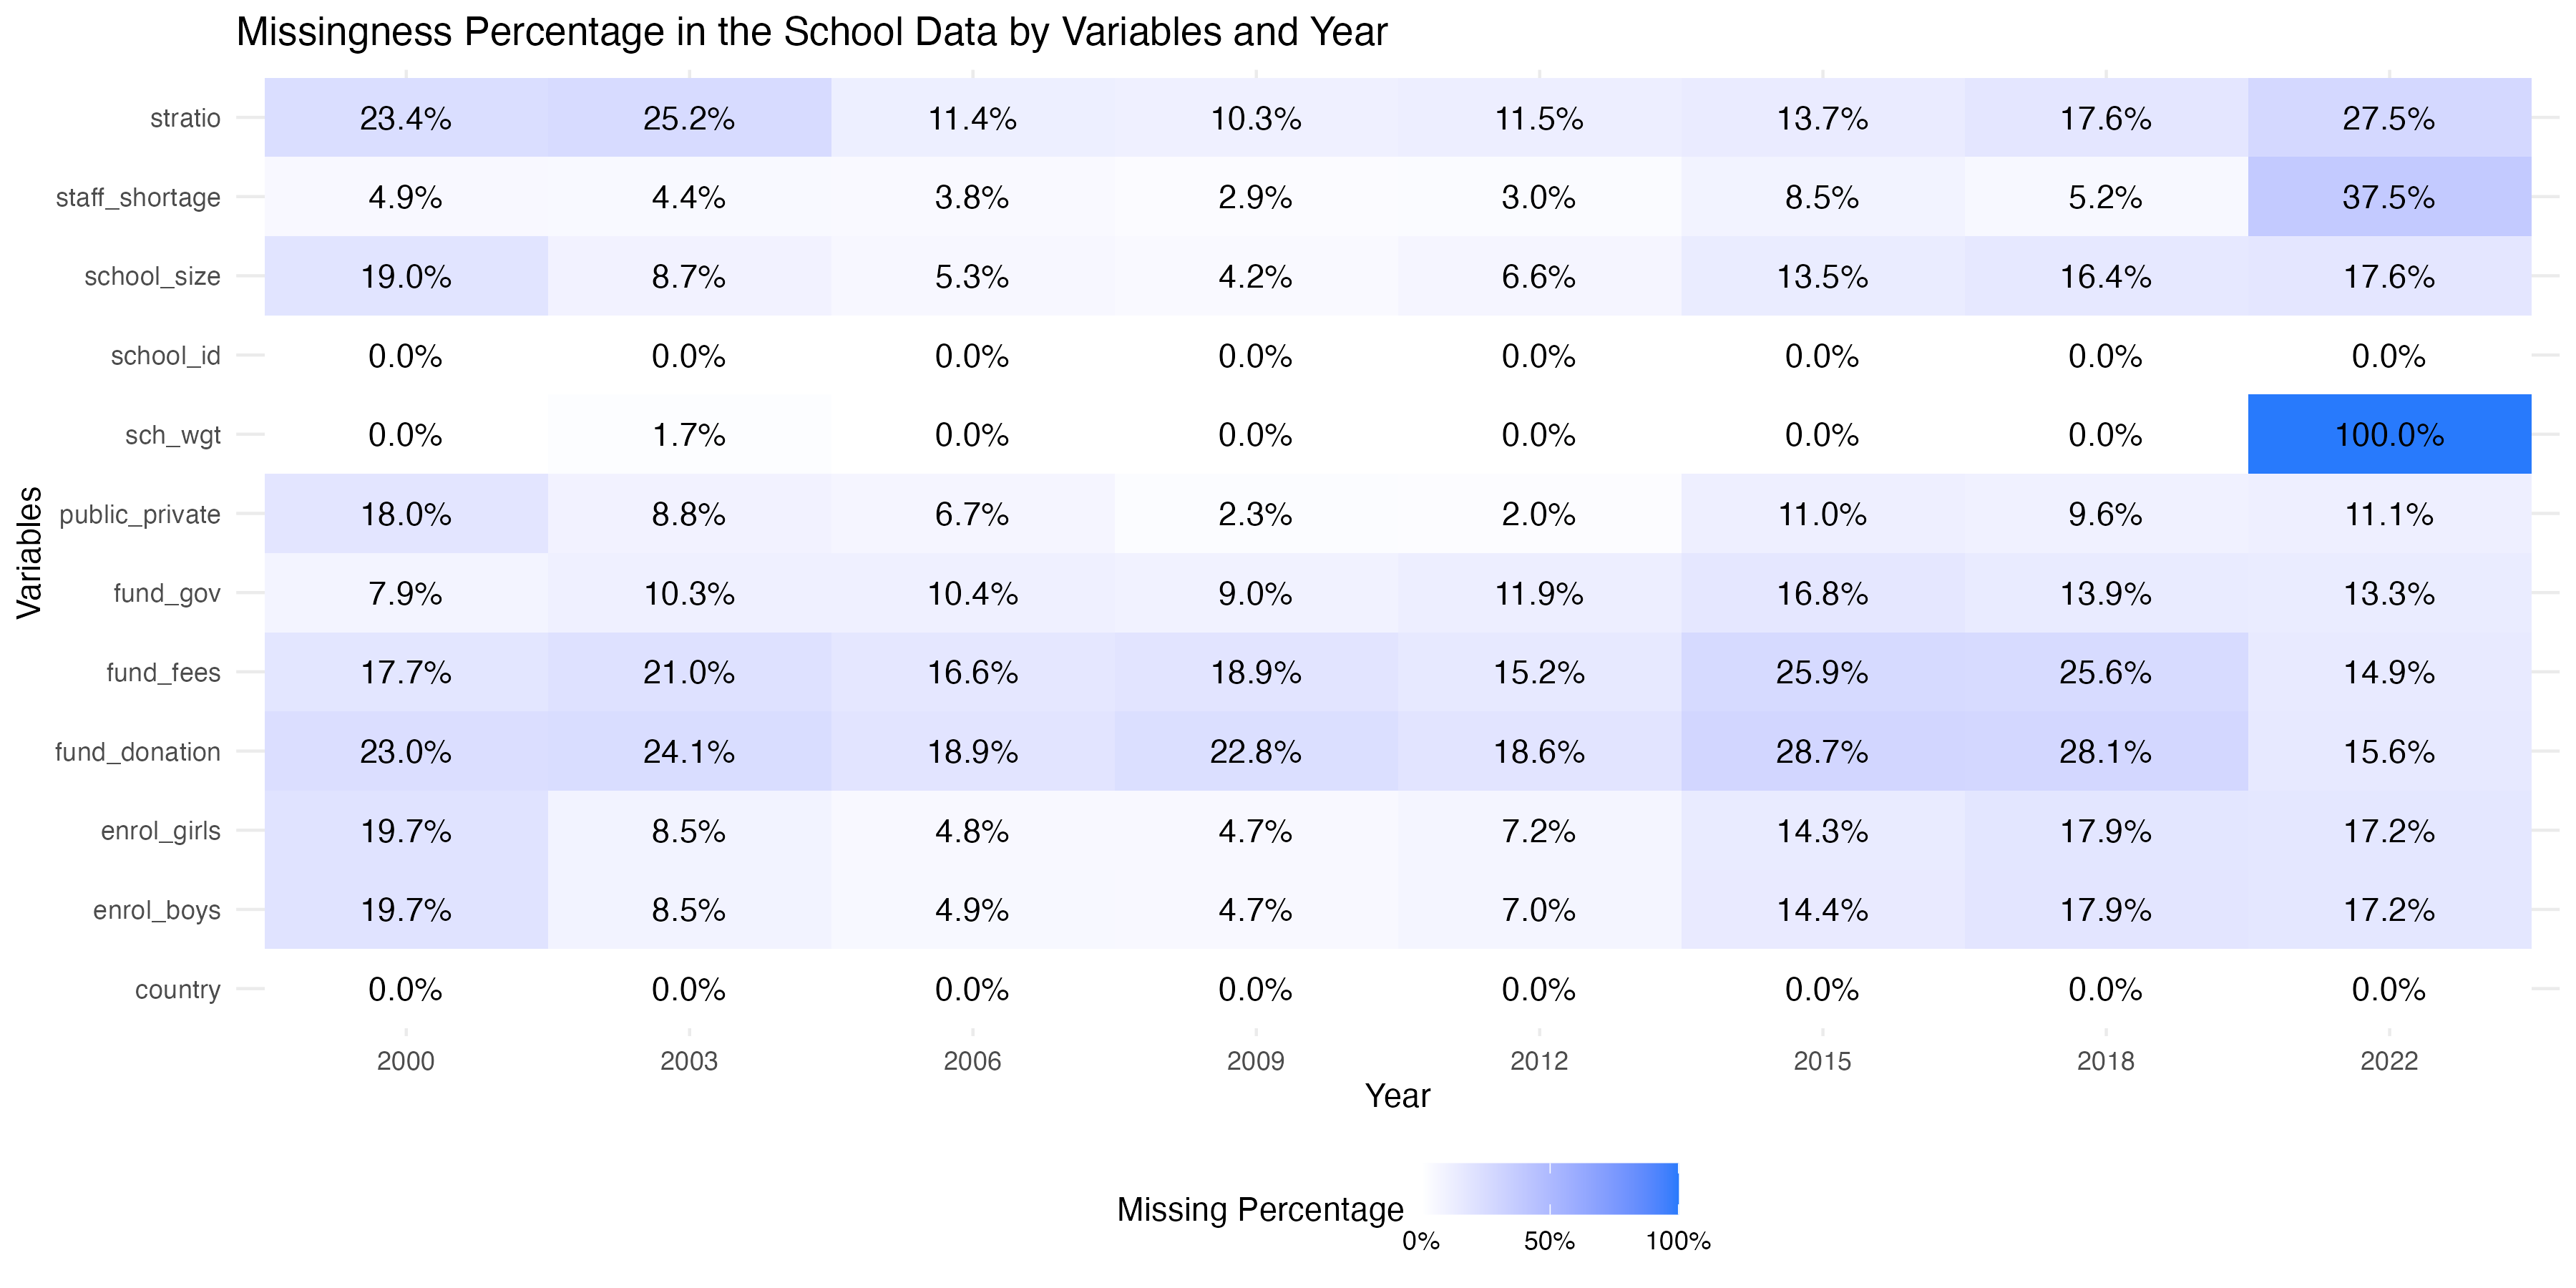 Missingness Percentage in the School Data by Variables and Year
stratio 23.4% 25.2% 11.4% 10.3% 11.5% 13.7% 17.6% 27.5%
staff_shortage 4.9% 4.4% 3.8% 2.9% 3.0% 8.5% 5.2% 37.5%
school_size 19.0% 8.7% 5.3% 4.2% 6.6% 13.5% 16.4% 17.6%
school_id 0.0% 0.0% 0.0% 0.0% 0.0% 0.0% 0.0% 0.0%
sch_wgt 0.0% 1.7% 0.0% 0.0% 0.0% 0.0% 0.0% 100.0%
public_private 18.0% 8.8% 6.7% 2.3% 2.0% 11.0% 9.6% 11.1%
fund_gov 7.9% 10.3% 10.4% 9.0% 11.9% 16.8% 13.9% 13.3%
fund_fees 17.7% 21.0% 16.6% 18.9% 15.2% 25.9% 25.6% 14.9%
fund_donation 23.0% 24.1% 18.9% 22.8% 18.6% 28.7% 28.1% 15.6%
enrol_girls 19.7% 8.5% 4.8% 4.7% 7.2% 14.3% 17.9% 17.2%
enrol_boys 19.7% 8.5% 4.9% 4.7% 7.0% 14.4% 17.9% 17.2%
country 0.0% 0.0% 0.0% 0.0% 0.0% 0.0% 0.0% 0.0%
Variables
2000 2003 2006 2009 2012 2015 2018 2022
Year
Missing Percentage
0% 50% 100%